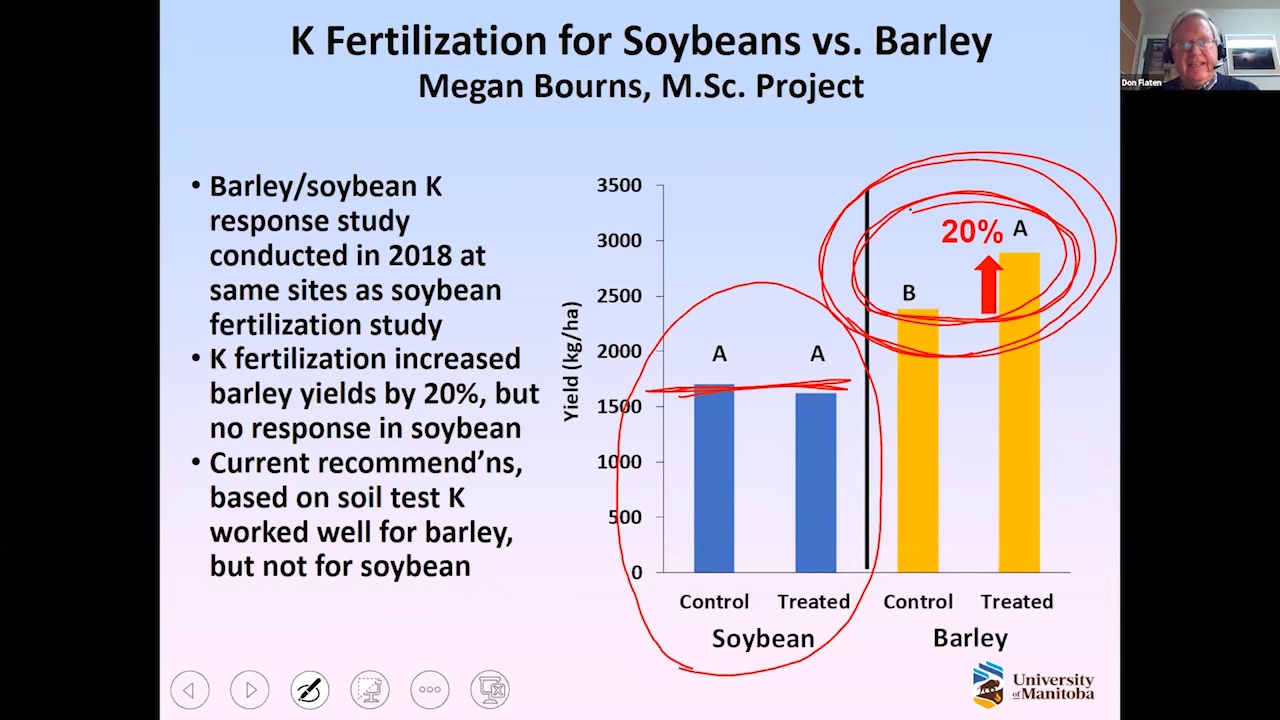 K Fertilization for Soybeans vs. Barley
Megan Bourns, M.Sc. Project
Don Flaten
• Barley/soybean K
response study
conducted in 2018 at
same sites as soybean
fertilization study
• K fertilization increased
barley yields by 20%, but
no response in soybean
• Current recommend’ns,
based on soil test K
worked well for barley,
but not for soybean
Yield (kg/ha)
3500
3000
2500
2000
1500
1000
500
0
A
A
B
20%
A
Control
Treated
Control
Treated
Soybean
Barley
University
of Manitoba